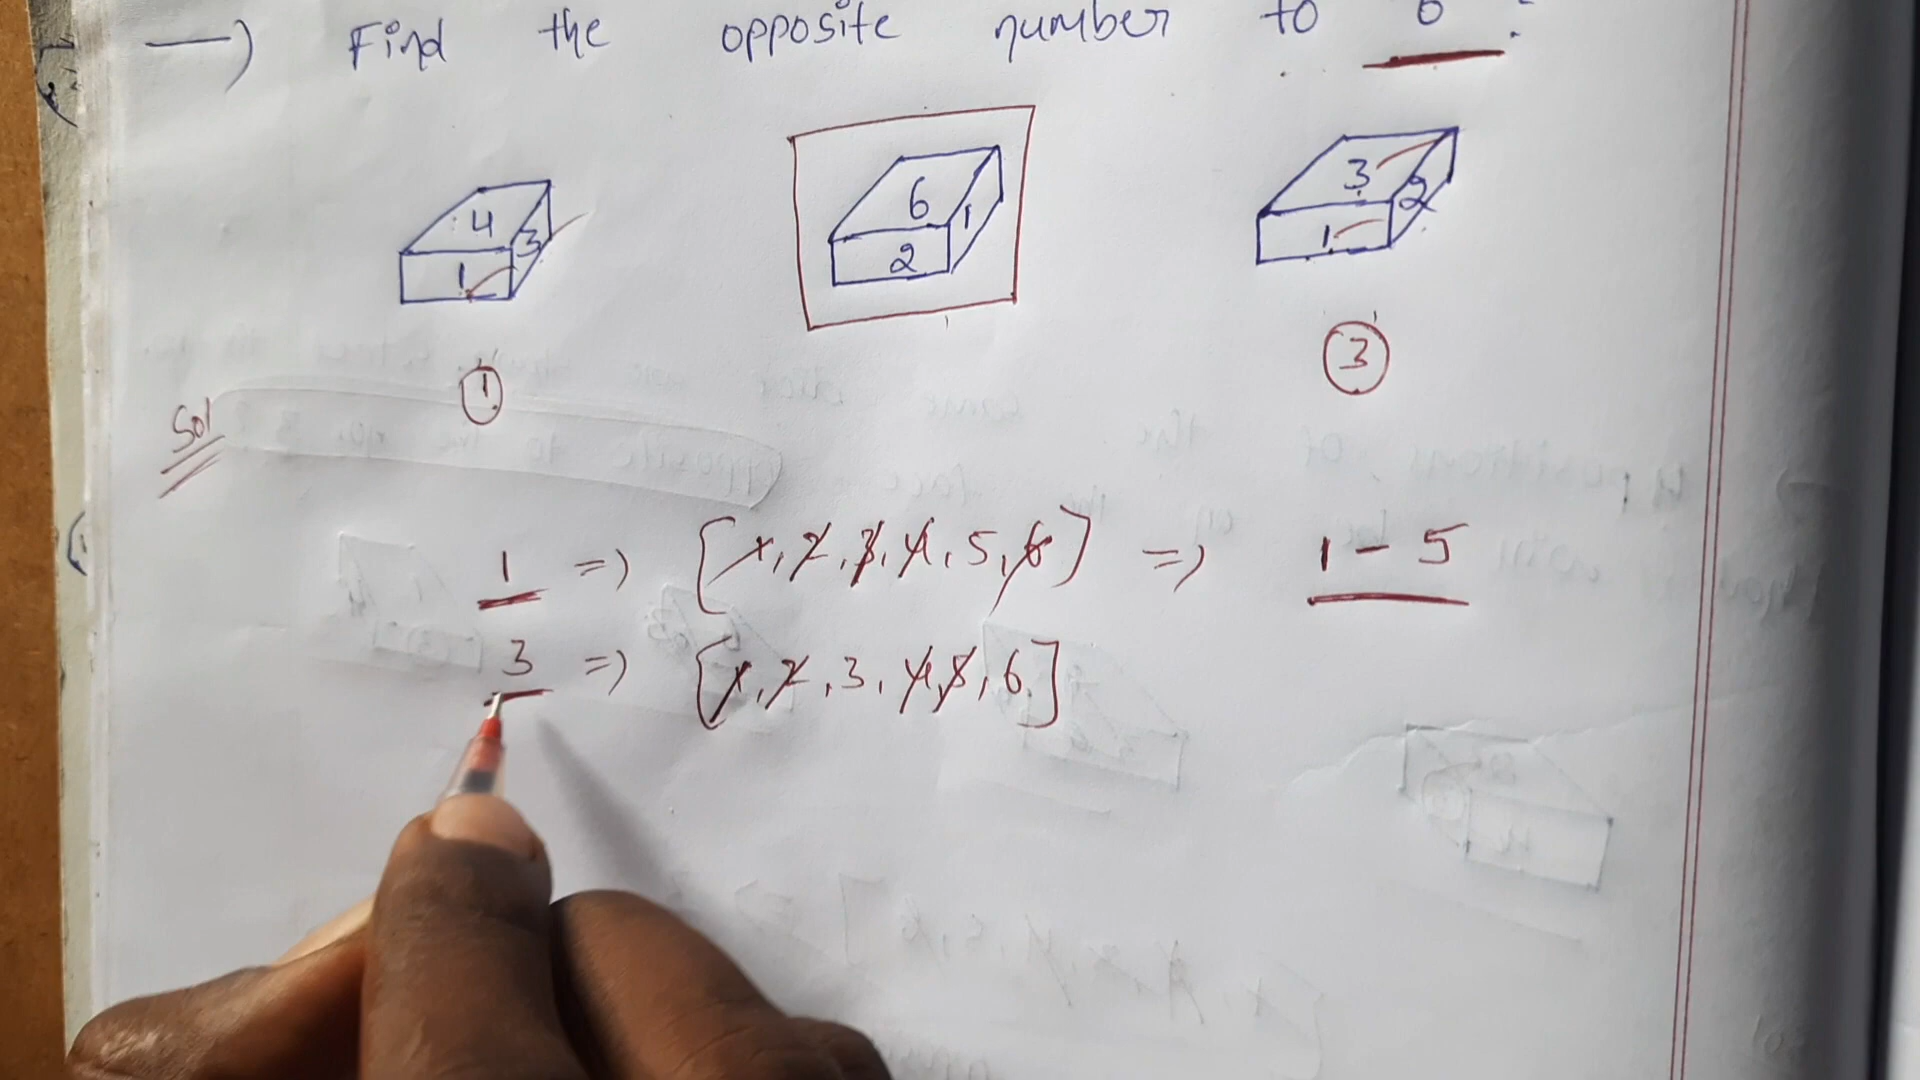 Find the opposite number to 6 :
4 3 1
6 1 2
3 2 1
1 3
Sol
1 => [1, 2, 3, 4, 5, 6] => 1 - 5
3 => [1, 2, 3, 4, 5, 6]